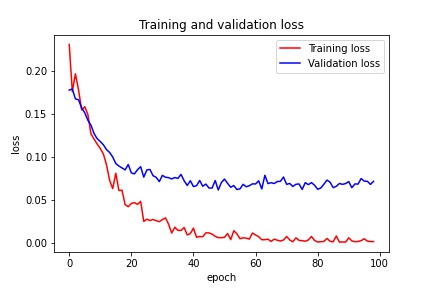 Training and validation loss
Training loss
Validation loss
0.20
0.15
0.10
0.05
0.00
loss
0 20 40 60 80 100
epoch